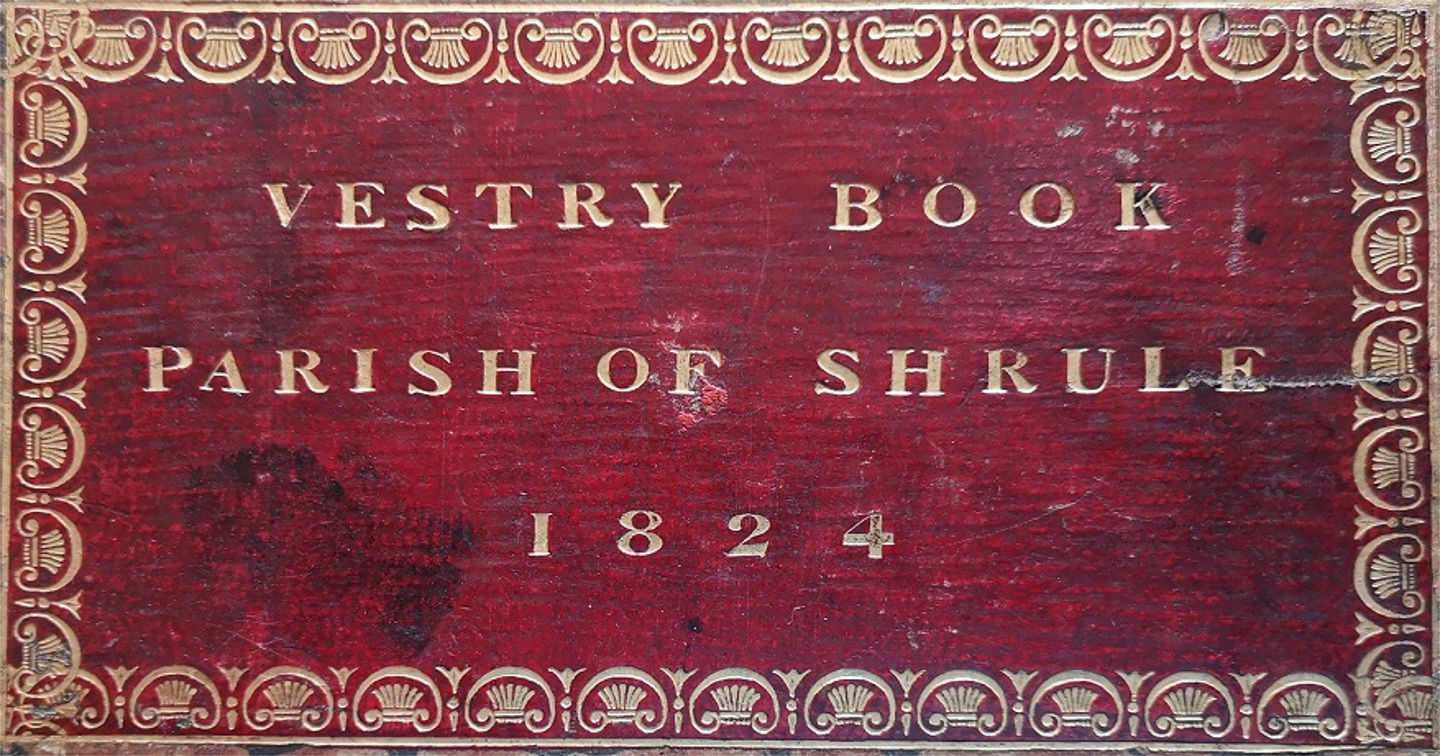 VESTRY BOOK
PARISH OF SHRULE
1824